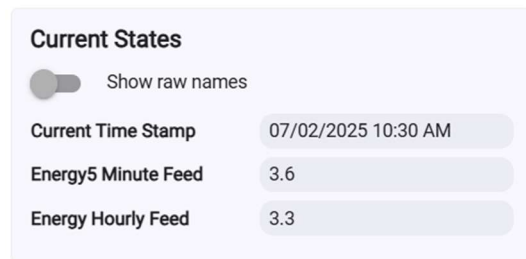 Current States
Show raw names
Current Time Stamp 07/02/2025 10:30 AM
Energy5 Minute Feed 3.6
Energy Hourly Feed 3.3